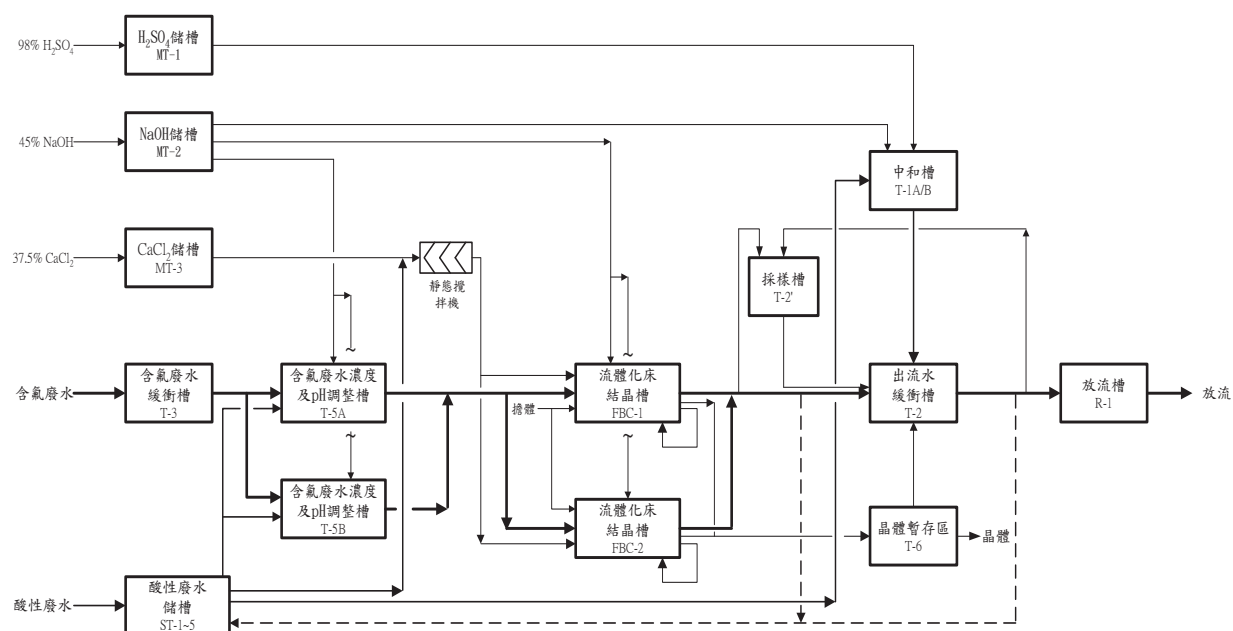 98% H₂SO₄
H₂SO₄儲槽
MT-1
45% NaOH
NaOH儲槽
MT-2
中和槽
T-1A/B
37.5% CaCl₂
CaCl₂儲槽
MT-3
靜態攪
拌機
採樣槽
T-2'
含氟廢水
含氟廢水
緩衝槽
T-3
含氟廢水濃度
及pH調整槽
T-5A
擔體
流體化床
結晶槽
FBC-1
出流水
緩衝槽
T-2
放流槽
R-1
放流
含氟廢水濃度
及pH調整槽
T-5B
流體化床
結晶槽
FBC-2
晶體暫存區
T-6
晶體
酸性廢水
酸性廢水
儲槽
ST-1~5